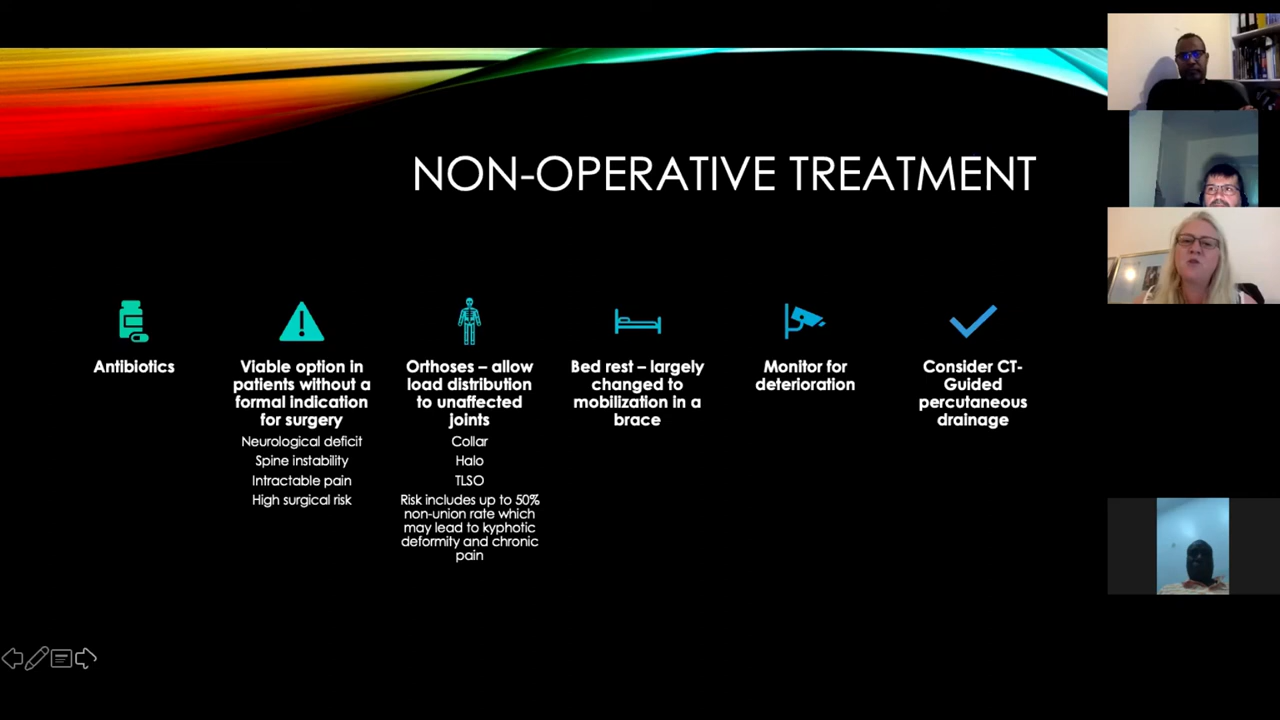 NON-OPERATIVE TREATMENT
Antibiotics
Viable option in
patients without a
formal indication
for surgery
Neurological deficit
Spine instability
Intractable pain
High surgical risk
Orthoses – allow
load distribution
to unaffected
joints
Collar
Halo
TLSO
Risk includes up to 50%
non-union rate which
may lead to kyphotic
deformity and chronic
pain
Bed rest – largely
changed to
mobilization in a
brace
Monitor for
deterioration
Consider CT-
Guided
percutaneous
drainage